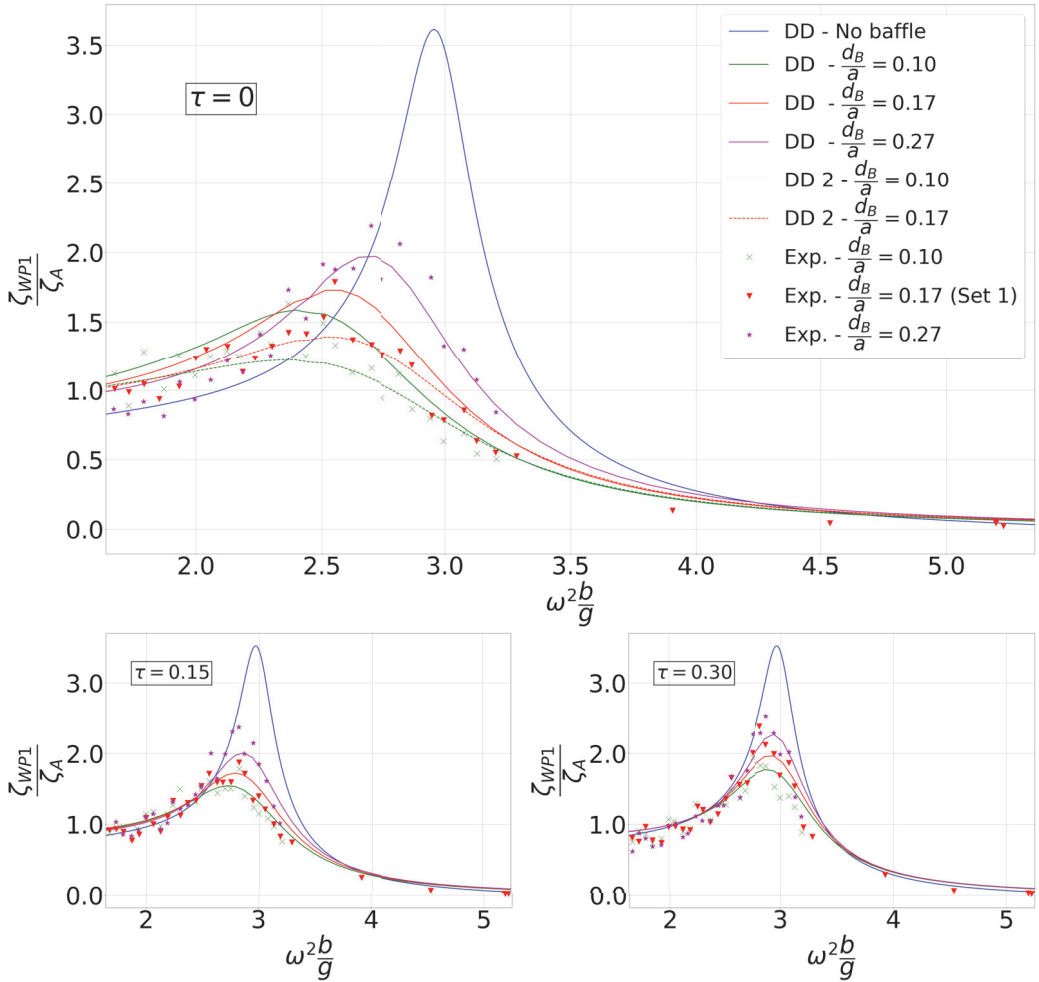 τ = 0
DD - No baffle
DD - d_B/a = 0.10
DD - d_B/a = 0.17
DD - d_B/a = 0.27
DD 2 - d_B/a = 0.10
DD 2 - d_B/a = 0.17
Exp. - d_B/a = 0.10
Exp. - d_B/a = 0.17 (Set 1)
Exp. - d_B/a = 0.27
ζ_WP1/ζ_A
3.5
3.0
2.5
2.0
1.5
1.0
0.5
0.0
2.0 2.5 3.0 3.5 4.0 4.5 5.0
ω² b/g
τ = 0.15
ζ_WP1/ζ_A
3.0
2.0
1.0
0.0
2 3 4 5
ω² b/g
τ = 0.30
ζ_WP1/ζ_A
3.0
2.0
1.0
0.0
2 3 4 5
ω² b/g